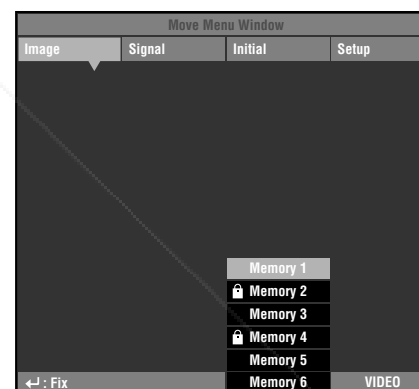 Move Menu Window
Image Signal Initial Setup
Memory 1
Memory 2
Memory 3
Memory 4
Memory 5
↵ : Fix Memory 6 VIDEO